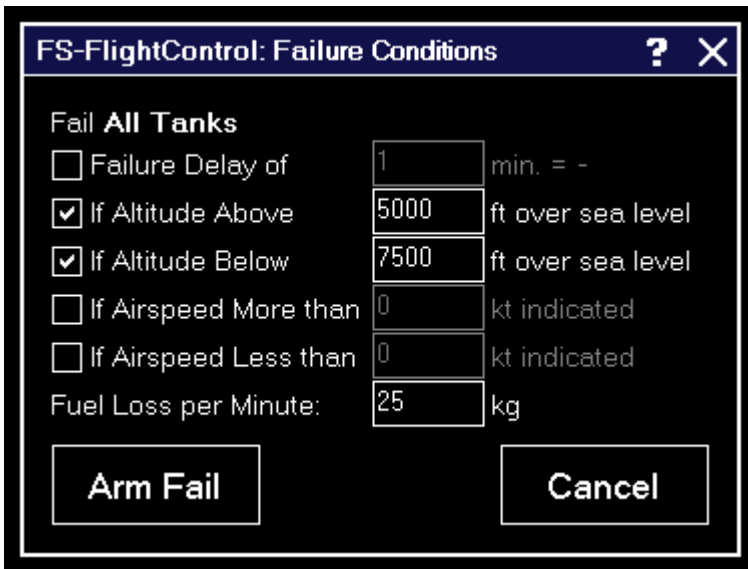 FS-FlightControl: Failure Conditions ? X
Fail All Tanks
Failure Delay of 1 min. = -
If Altitude Above 5000 ft over sea level
If Altitude Below 7500 ft over sea level
If Airspeed More than 0 kt indicated
If Airspeed Less than 0 kt indicated
Fuel Loss per Minute: 25 kg
Arm Fail Cancel